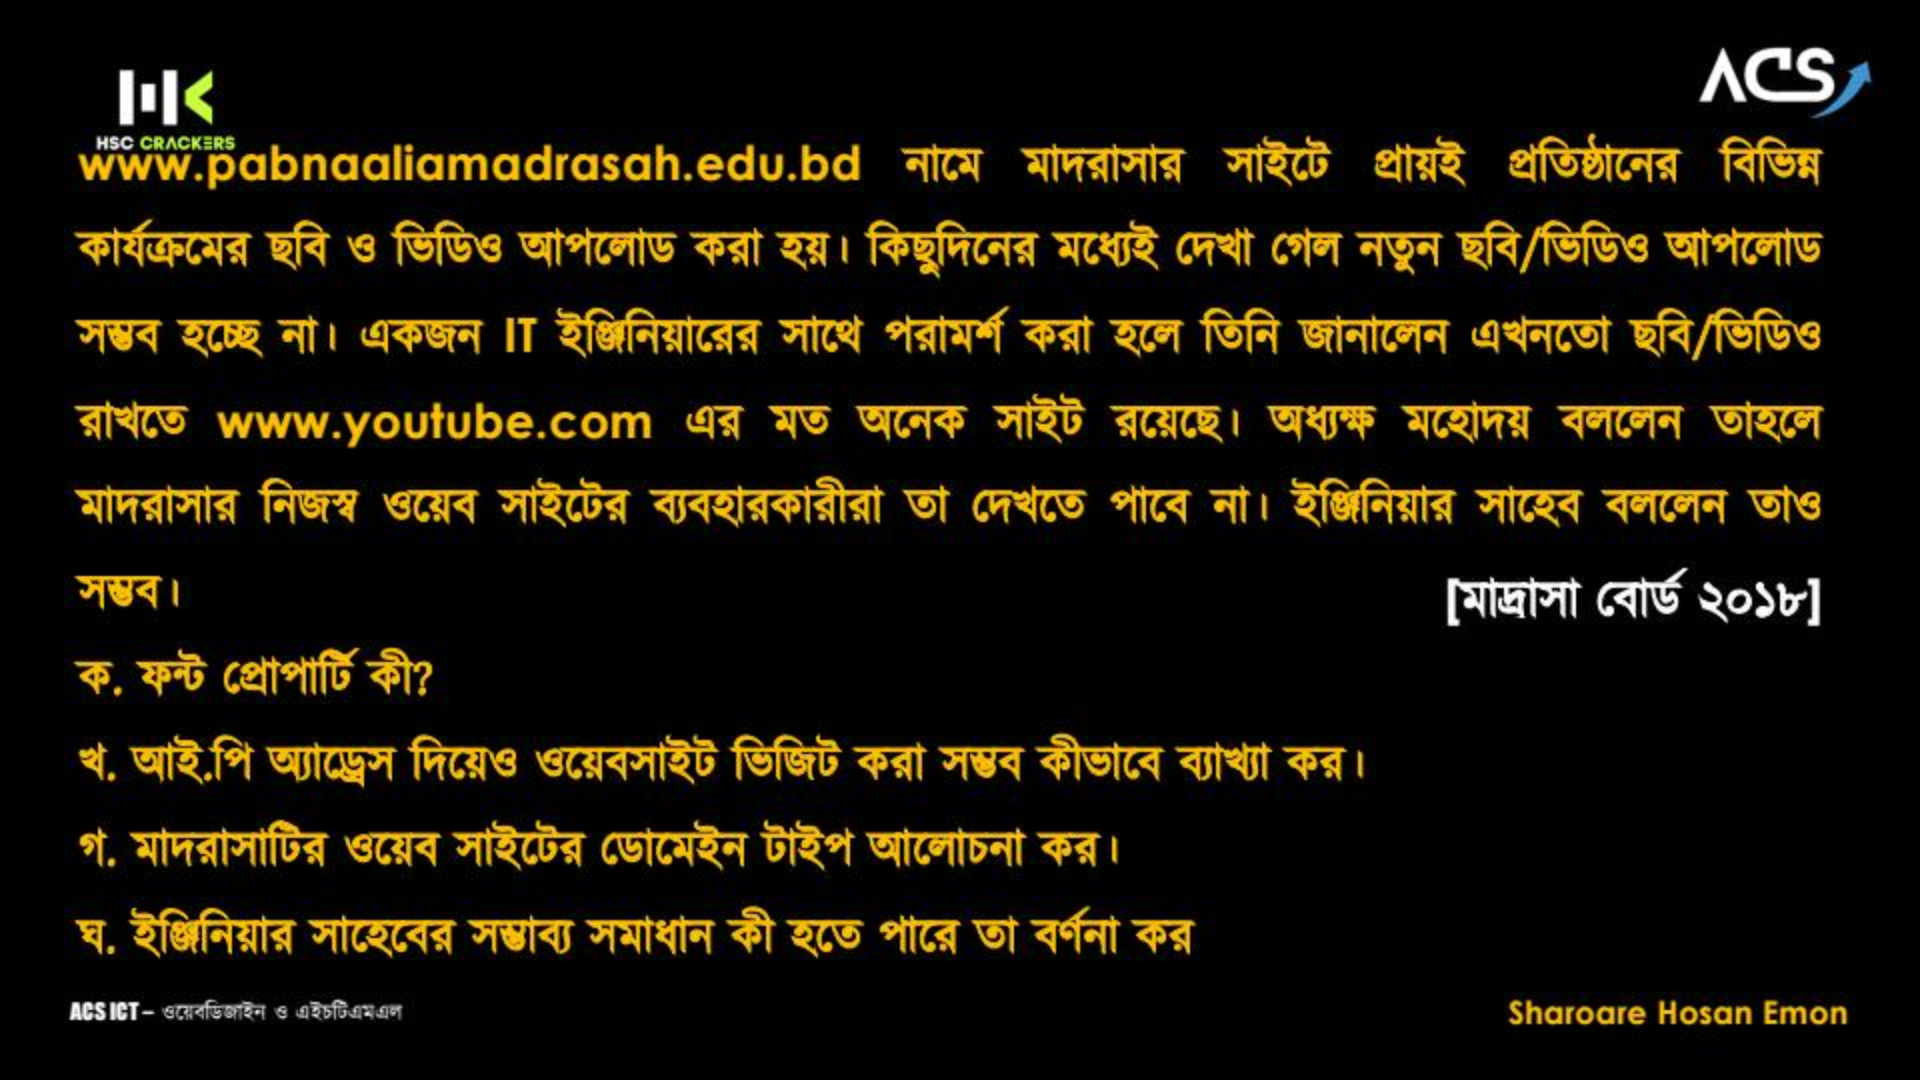 HSC CRACKERS
ACS
www.pabnaaliamadrasah.edu.bd নামে মাদরাসার সাইটে প্রায়ই প্রতিষ্ঠানের বিভিন্ন
কার্যক্রমের ছবি ও ভিডিও আপলোড করা হয়। কিছুদিনের মধ্যেই দেখা গেল নতুন ছবি/ভিডিও আপলোড
সম্ভব হচ্ছে না। একজন IT ইঞ্জিনিয়ারের সাথে পরামর্শ করা হলে তিনি জানালেন এখনতো ছবি/ভিডিও
রাখতে www.youtube.com এর মত অনেক সাইট রয়েছে। অধ্যক্ষ মহোদয় বললেন তাহলে
মাদরাসার নিজস্ব ওয়েব সাইটের ব্যবহারকারীরা তা দেখতে পাবে না। ইঞ্জিনিয়ার সাহেব বললেন তাও
সম্ভব। [মাদ্রাসা বোর্ড ২০১৮]
ক. ফন্ট প্রোপার্টি কী?
খ. আই.পি অ্যাড্রেস দিয়েও ওয়েবসাইট ভিজিট করা সম্ভব কীভাবে ব্যাখ্যা কর।
গ. মাদরাসাটির ওয়েব সাইটের ডোমেইন টাইপ আলোচনা কর।
ঘ. ইঞ্জিনিয়ার সাহেবের সম্ভাব্য সমাধান কী হতে পারে তা বর্ণনা কর
ACS ICT – ওয়েবডিজাইন ও এইচটিএমএল
Sharoare Hosan Emon